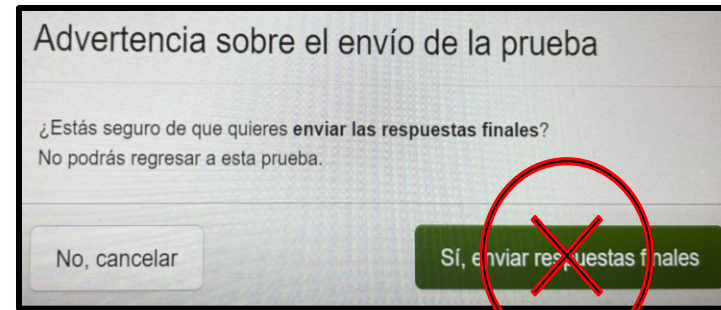 Advertencia sobre el envío de la prueba
¿Estás seguro de que quieres enviar las respuestas finales?
No podrás regresar a esta prueba.
No, cancelar
Sí, enviar respuestas finales